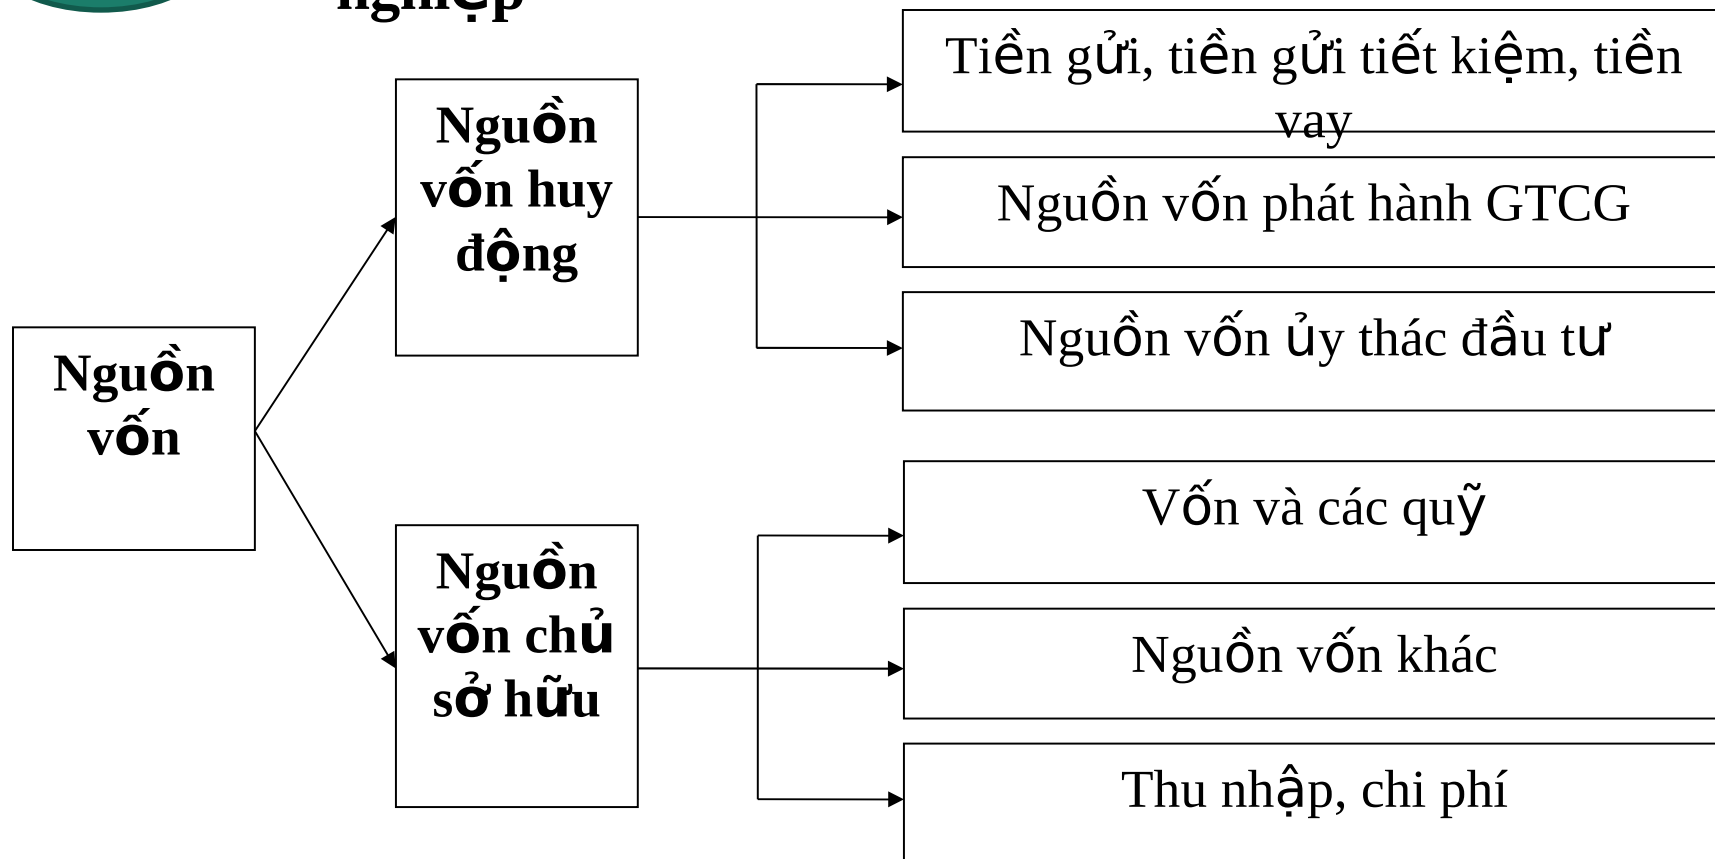 nghiệp
Tiền gửi, tiền gửi tiết kiệm, tiền
vay
Nguồn
vốn huy
động
Nguồn vốn phát hành GTCG
Nguồn vốn ủy thác đầu tư
Nguồn
vốn
Vốn và các quỹ
Nguồn
vốn chủ
sở hữu
Nguồn vốn khác
Thu nhập, chi phí